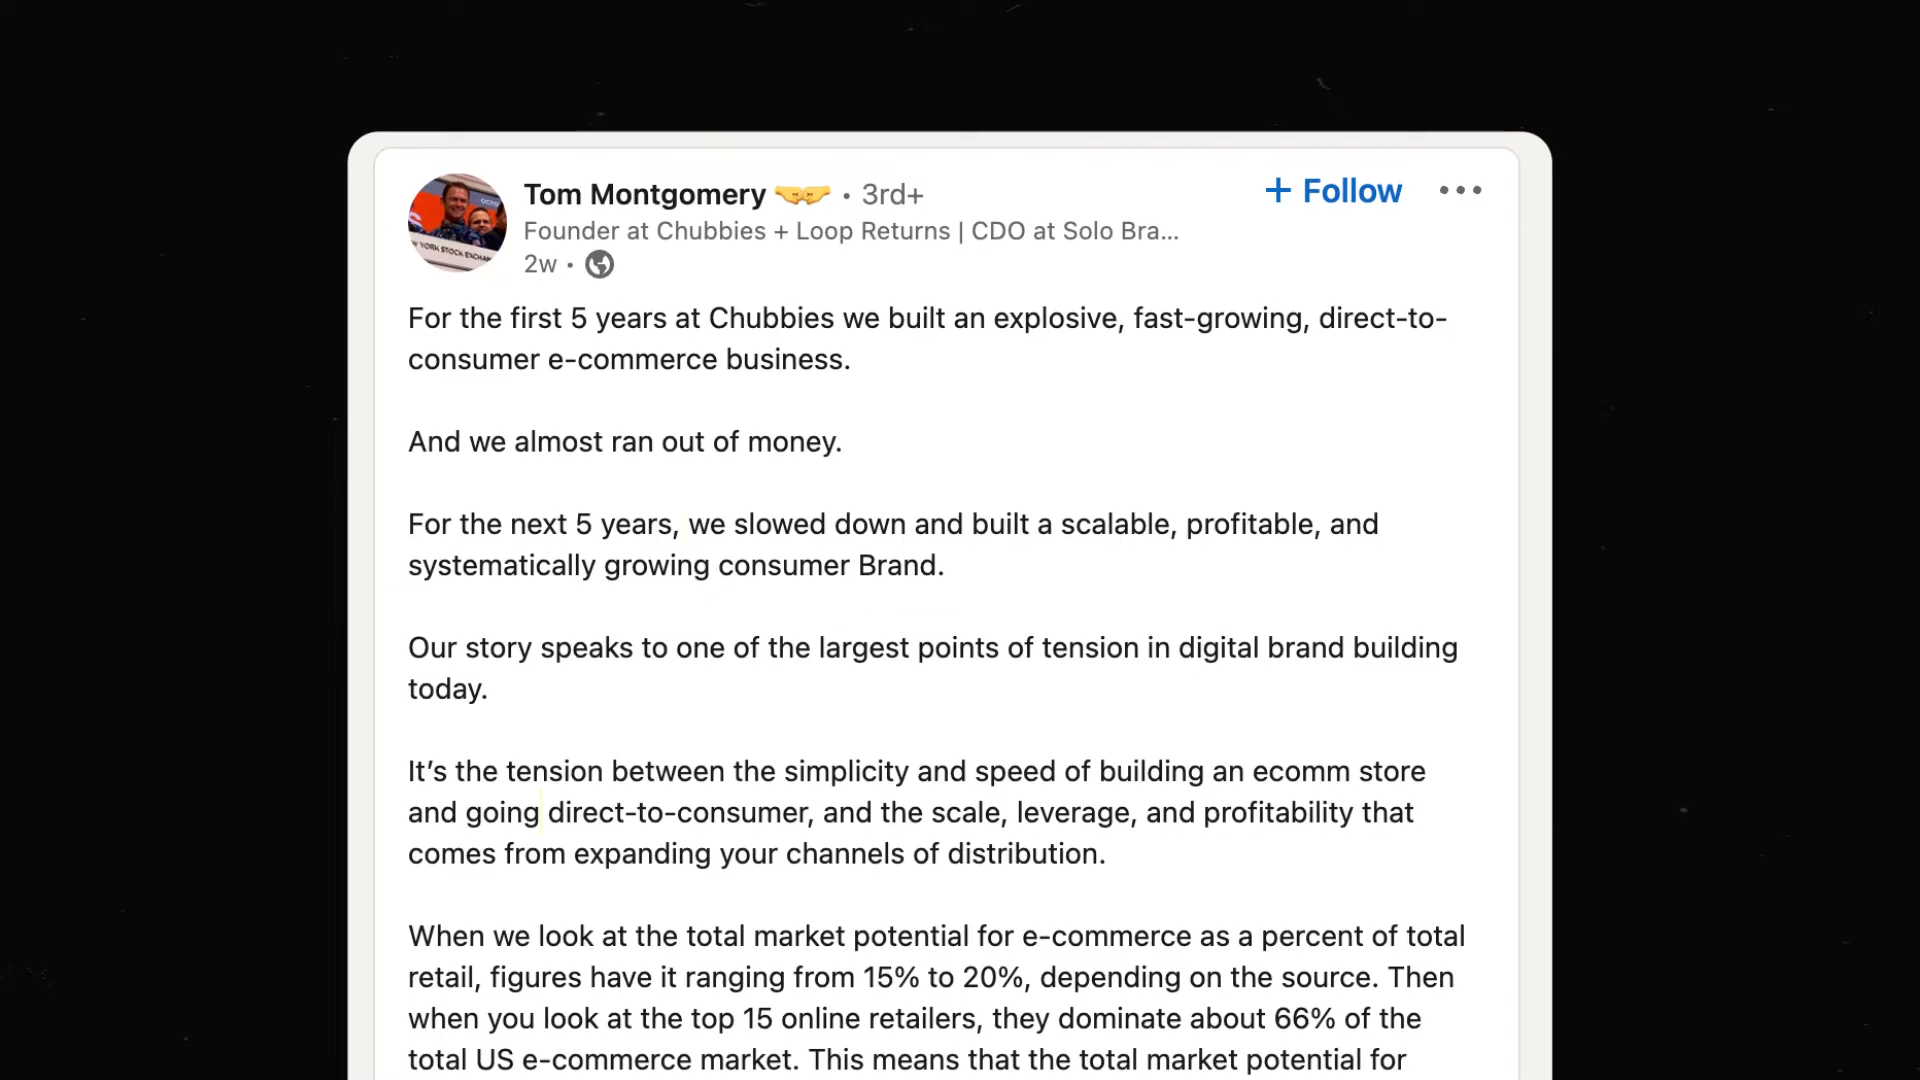 Tom Montgomery 🤜🤛 • 3rd+
+ Follow
Founder at Chubbies + Loop Returns | CDO at Solo Bra...
2w •
For the first 5 years at Chubbies we built an explosive, fast-growing, direct-to-
consumer e-commerce business.
And we almost ran out of money.
For the next 5 years, we slowed down and built a scalable, profitable, and
systematically growing consumer Brand.
Our story speaks to one of the largest points of tension in digital brand building
today.
It’s the tension between the simplicity and speed of building an ecomm store
and going direct-to-consumer, and the scale, leverage, and profitability that
comes from expanding your channels of distribution.
When we look at the total market potential for e-commerce as a percent of total
retail, figures have it ranging from 15% to 20%, depending on the source. Then
when you look at the top 15 online retailers, they dominate about 66% of the
total US e-commerce market. This means that the total market potential for